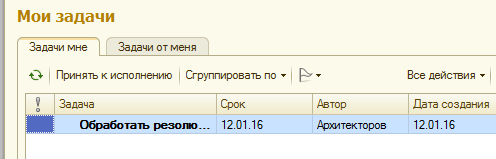 Мои задачи
Задачи мне Задачи от меня
Принять к исполнению Сгруппировать по Все действия
! Задача Срок Автор Дата создания
Обработать резолю... 12.01.16 Архитекторов 12.01.16